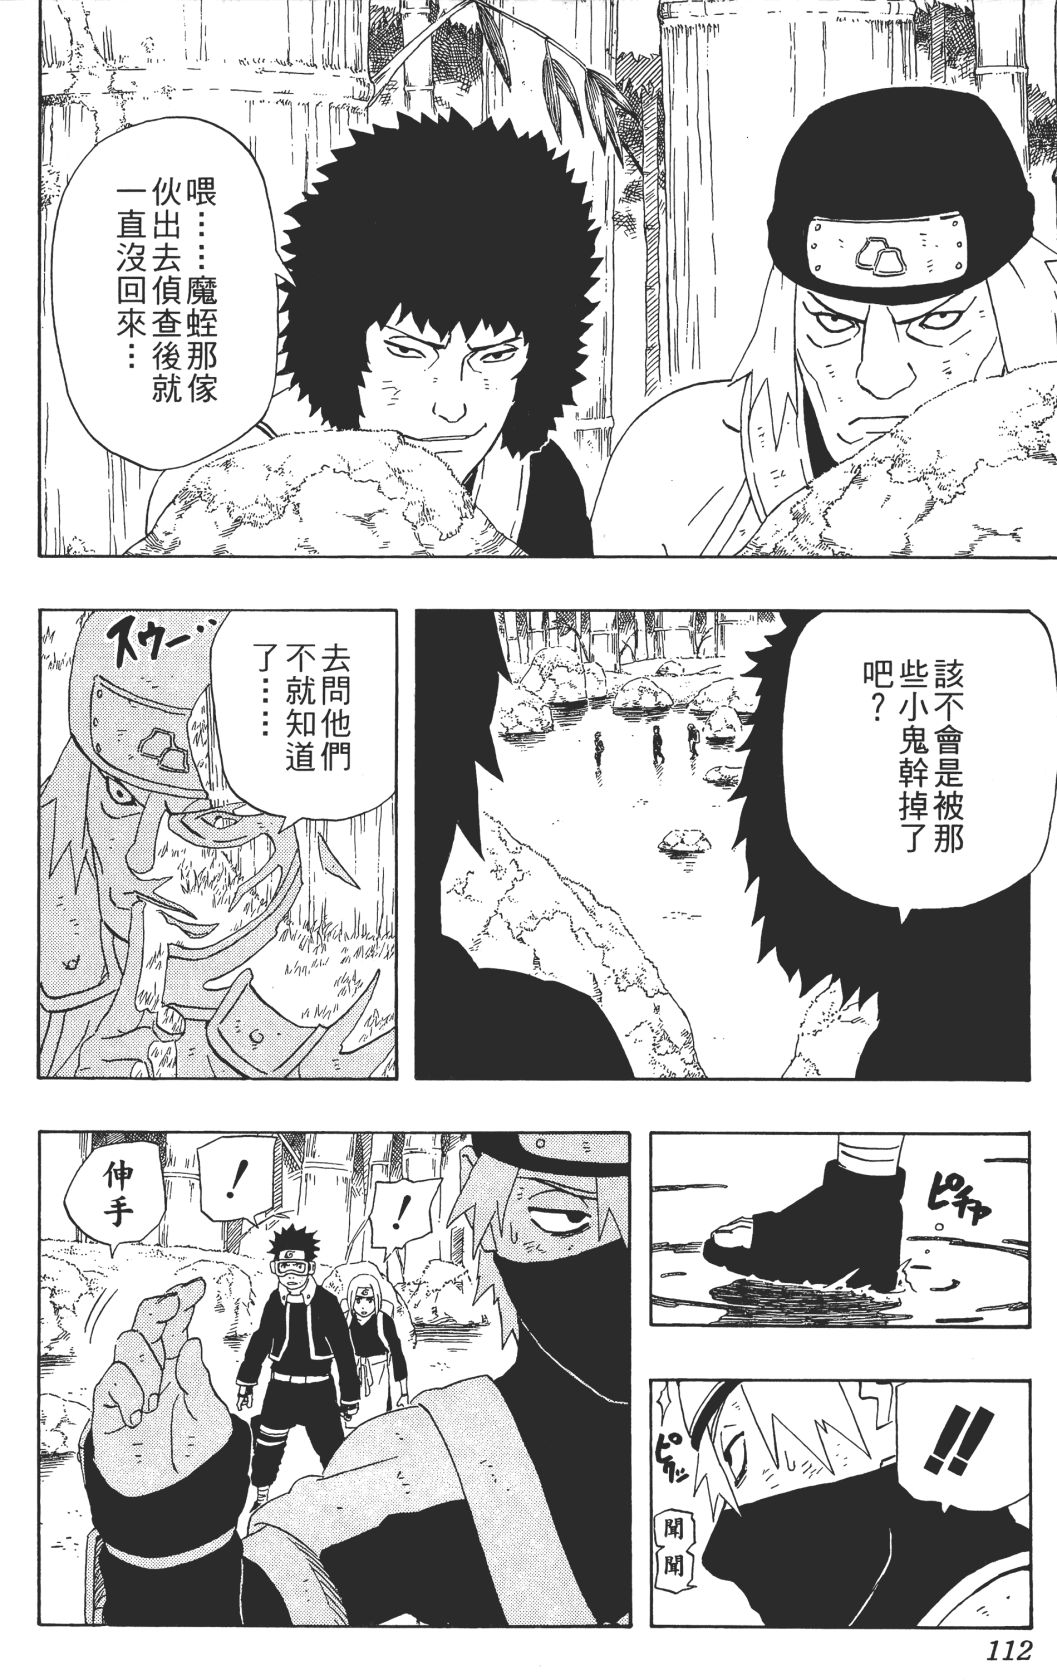 喂⋯⋯魔蛭那傢
伙出去偵查後就
一直沒回來⋯
該不會是被那
些小鬼幹掉了
吧？
去問他們
不就知道
了⋯⋯
スゥー‥
ピチャ
!!
ピクッ
聞聞
!
!
伸手
112